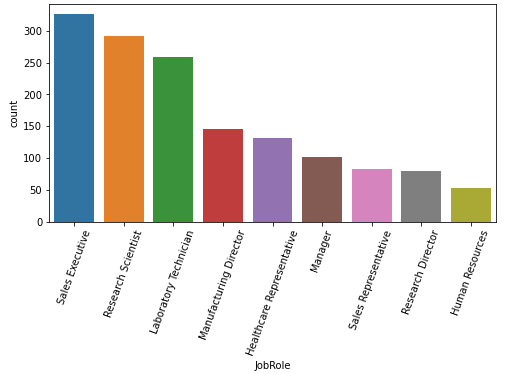 300
250
200
150
100
50
0
count
Sales Executive
Research Scientist
Laboratory Technician
Manufacturing Director
Healthcare Representative
Manager
Sales Representative
Research Director
Human Resources
JobRole